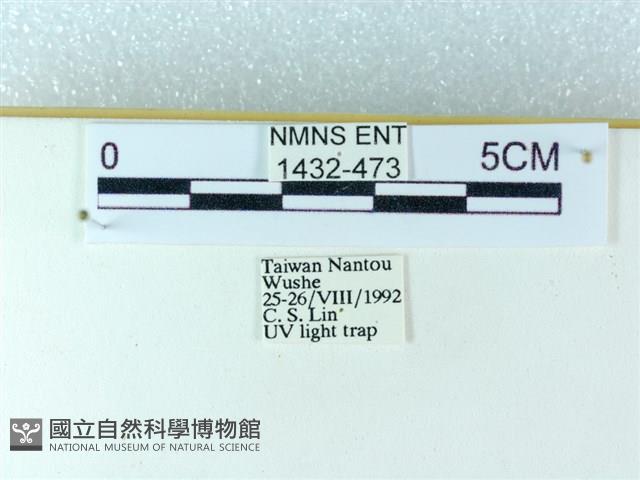 NMNS ENT
1432-473
0
5CM
Taiwan Nantou
Wushe
25-26/VIII/1992
C. S. Lin
UV light trap
國立自然科學博物館
NATIONAL MUSEUM OF NATURAL SCIENCE